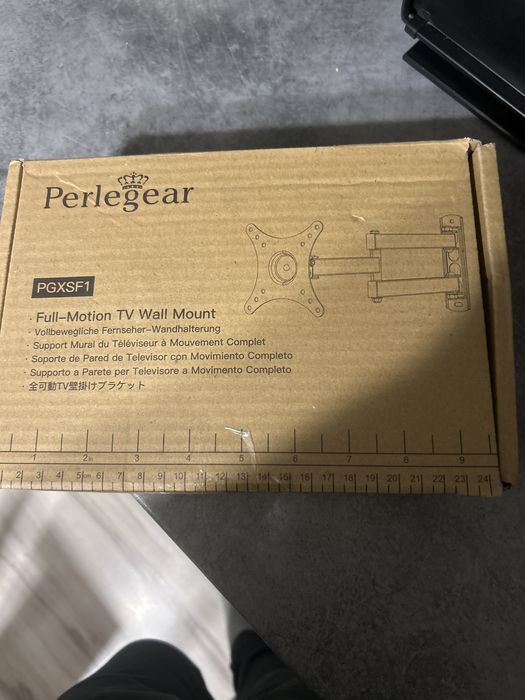 Perlegear
PGXSF1
· Full-Motion TV Wall Mount
· Vollbewegliche Fernseher-Wandhalterung
· Support Mural du Téléviseur à Mouvement Complet
· Soporte de Pared de Televisor con Movimiento Completo
· Supporto a Parete per Televisore a Movimento Completo
· 全可動TV壁掛けブラケット
1 2in 3 4 5 6 7 8 9
2 3 4 5cm 6 7 8 9 10 11 12 13 14 15 16 17 18 19 20 21 22 23 24